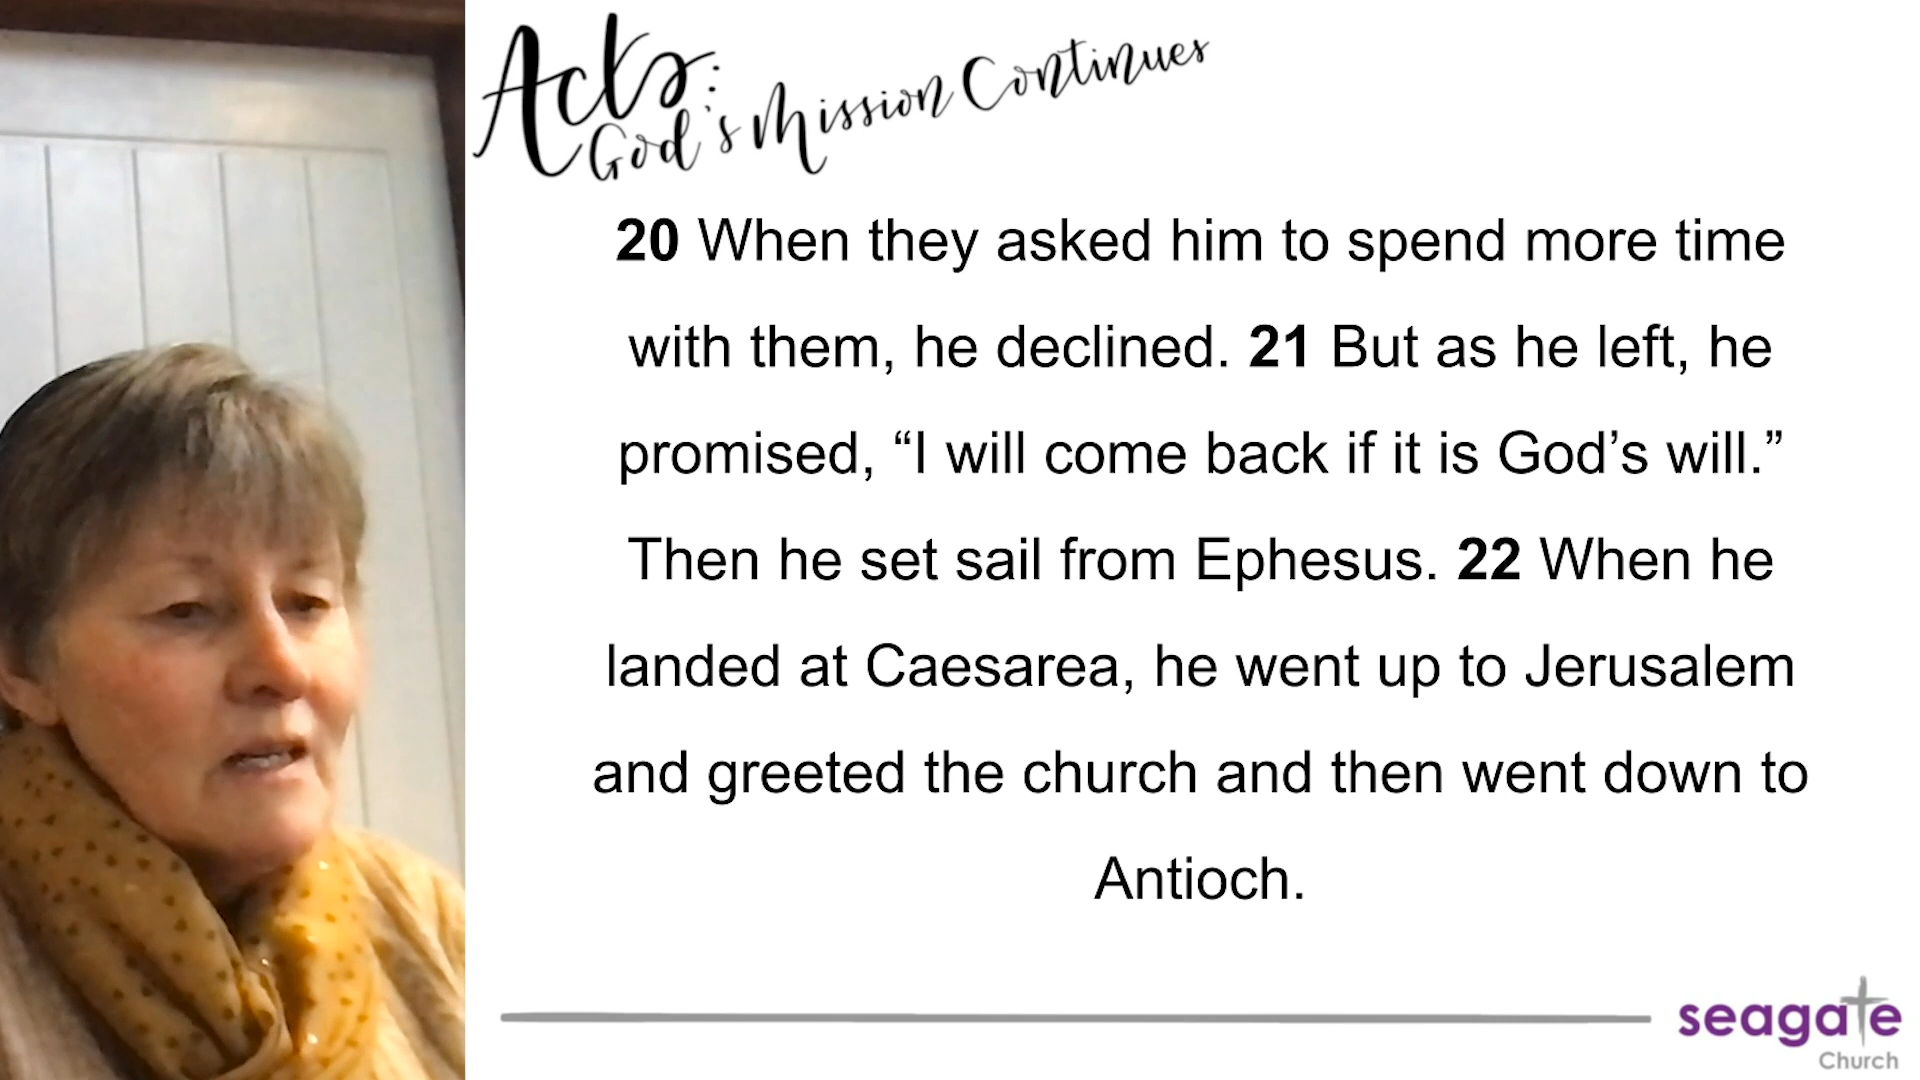 Acts:
God's Mission Continues
20 When they asked him to spend more time
with them, he declined. 21 But as he left, he
promised, “I will come back if it is God’s will.”
Then he set sail from Ephesus. 22 When he
landed at Caesarea, he went up to Jerusalem
and greeted the church and then went down to
Antioch.
seagate
Church